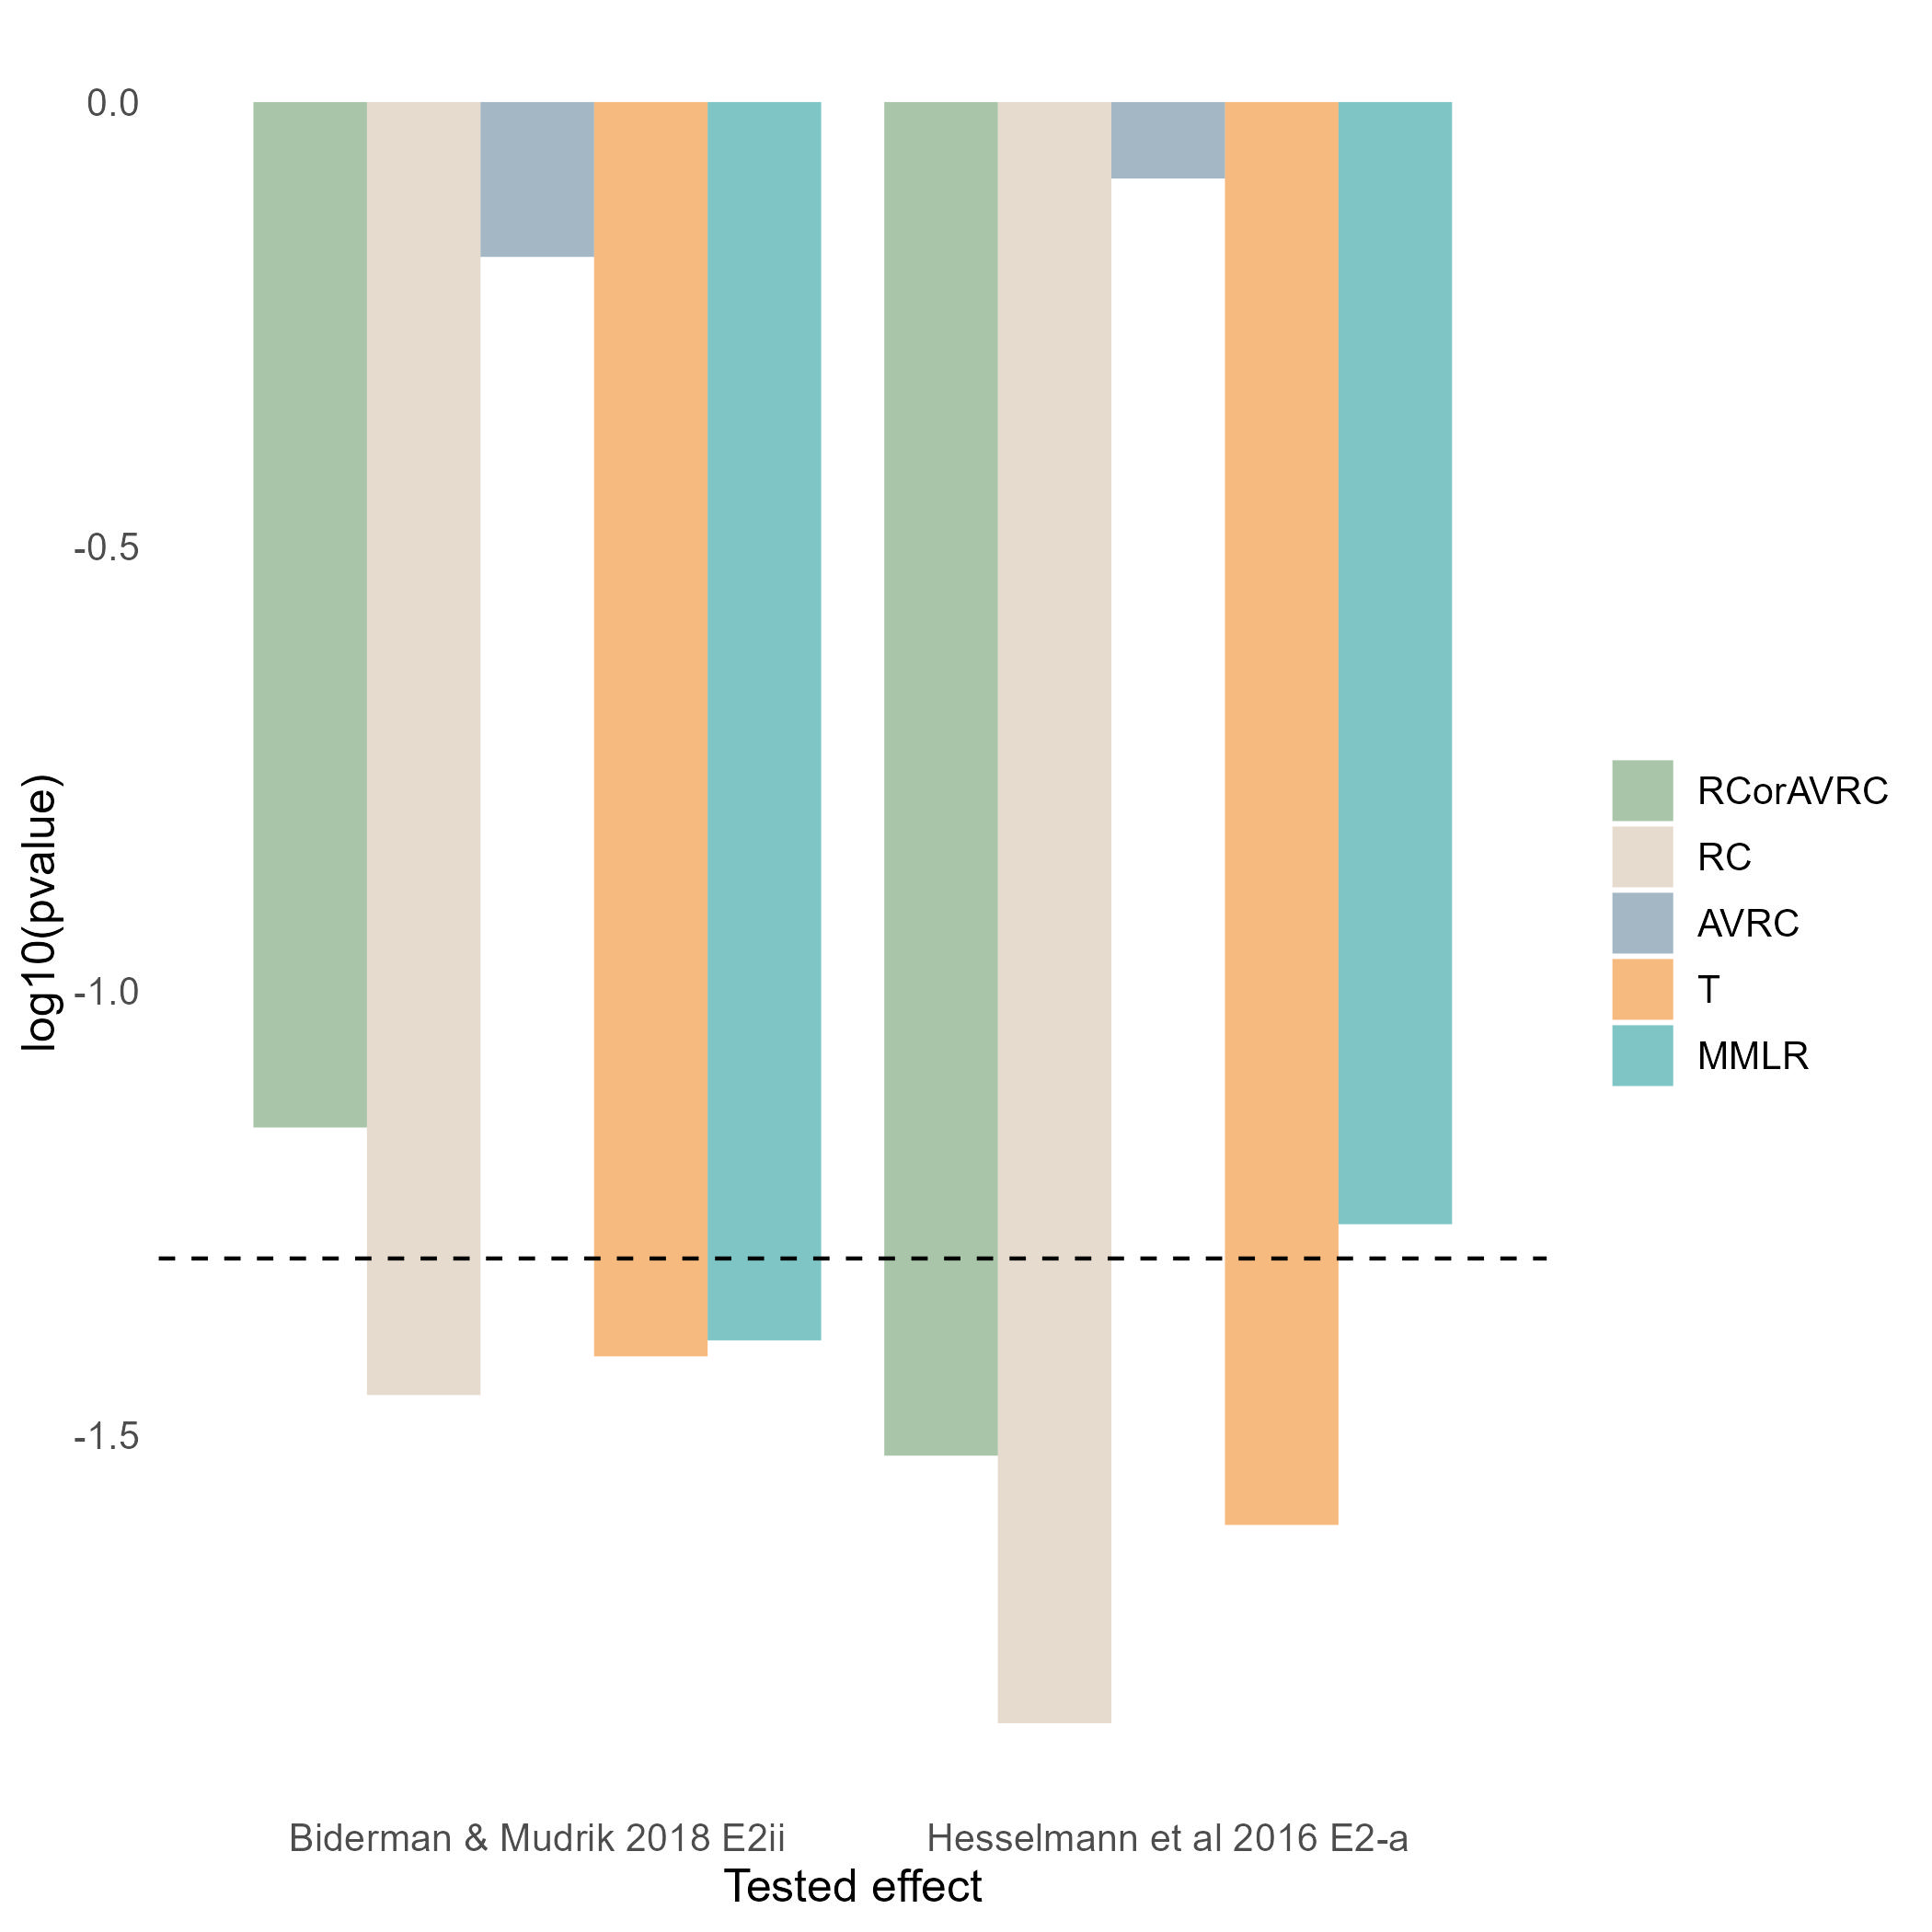 0.0
-0.5
-1.0
-1.5
log10(pvalue)
Biderman & Mudrik 2018 E2ii
Hesselmann et al 2016 E2-a
Tested effect
RCorAVRC
RC
AVRC
T
MMLR